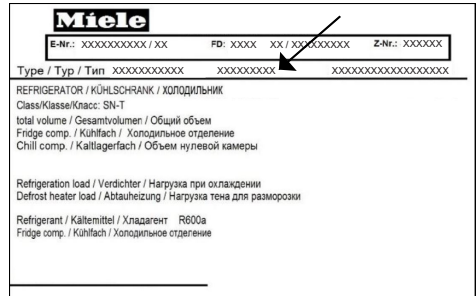 Miele
E-Nr.: XXXXXXXXXX / XX FD: XXXX XX / XXXXXXXXX Z-Nr.: XXXXXX
Type / Typ / Тип XXXXXXXXXXX XXXXXXXXX XXXXXXXXXXXXXXXXXX
REFRIGERATOR / KÜHLSCHRANK / ХОЛОДИЛЬНИК
Class/Klasse/Класс: SN-T
total volume / Gesamtvolumen / Общий объем
Fridge comp. / Kühlfach / Холодильное отделение
Chill comp. / Kaltlagerfach / Объем нулевой камеры
Refrigeration load / Verdichter / Нагрузка при охлаждении
Defrost heater load / Abtauheizung / Нагрузка тена для разморозки
Refrigerant / Kältemittel / Хладагент R600a
Fridge comp. / Kühlfach / Холодильное отделение